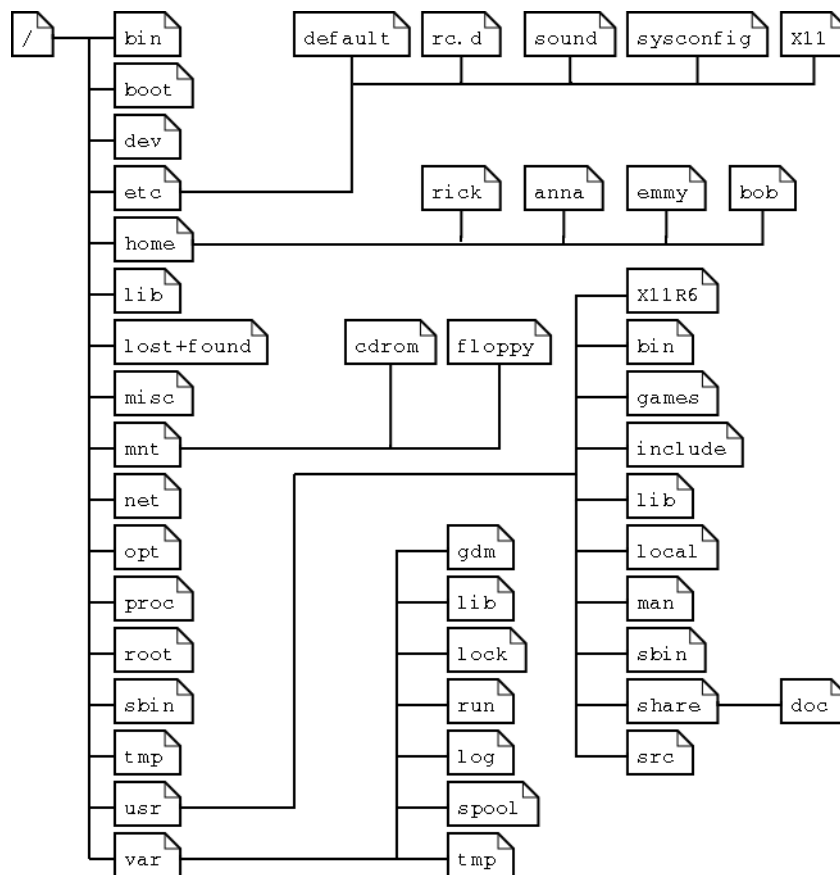 / bin default rc.d sound sysconfig X11
boot
dev
etc rick anna emmy bob
home
lib X11R6
lost+found cdrom floppy bin
misc games
mnt include
net lib
opt gdm local
proc lib man
root lock sbin
sbin run share doc
tmp log src
usr spool
var tmp